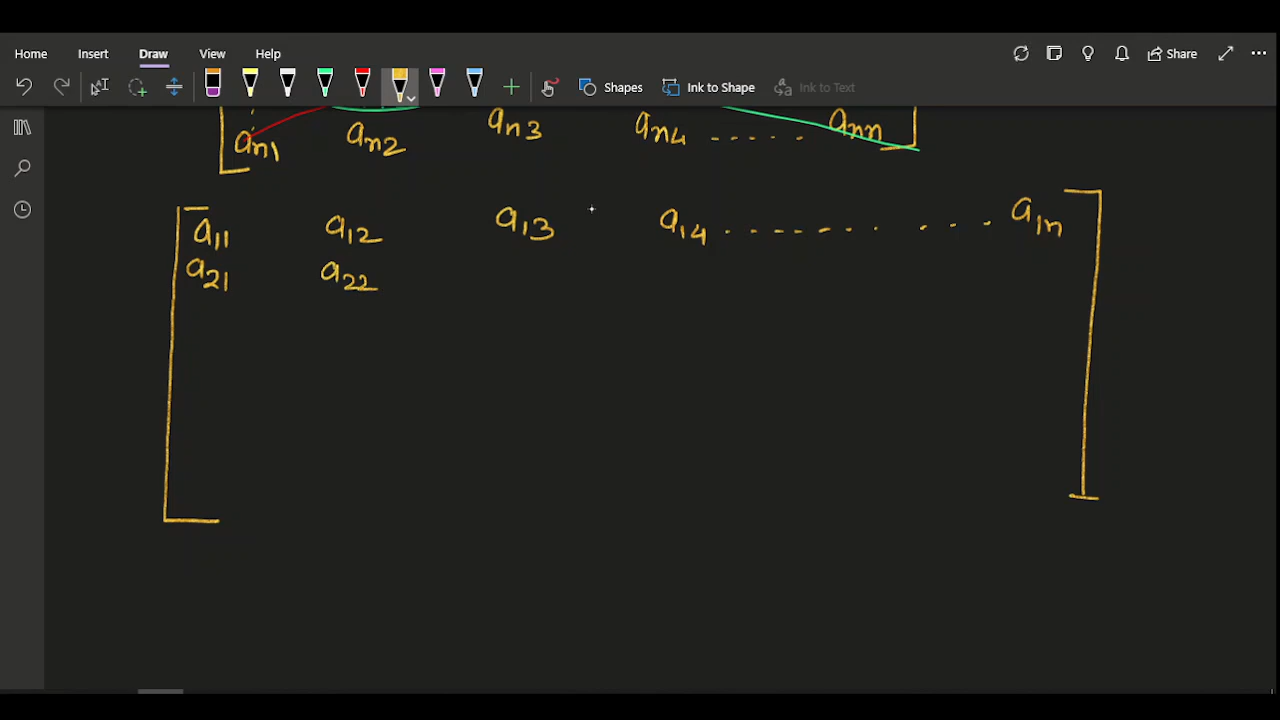 Home Insert Draw View Help Share
Shapes Ink to Shape Ink to Text
an1 an2 an3 an4 ..... ann
a11 a12 a13 a14 ........ ... a1n
a21 a22